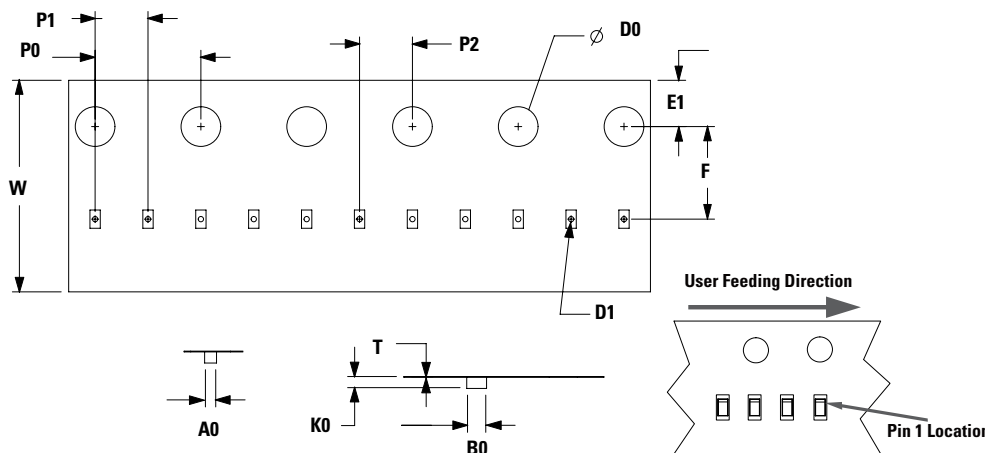 P1
P0
P2
Ø D0
E1
W
F
D1
User Feeding Direction
T
A0
K0
B0
Pin 1 Location